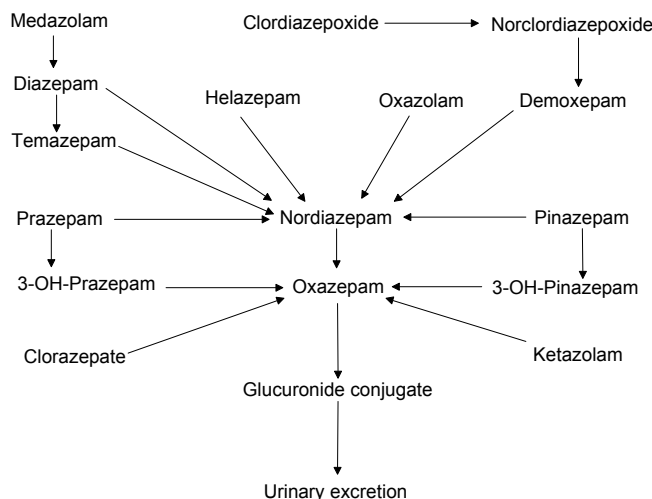 Medazolam
Clordiazepoxide
Norclordiazepoxide
Diazepam
Helazepam
Oxazolam
Demoxepam
Temazepam
Prazepam
Nordiazepam
Pinazepam
3-OH-Prazepam
Oxazepam
3-OH-Pinazepam
Clorazepate
Ketazolam
Glucuronide conjugate
Urinary excretion